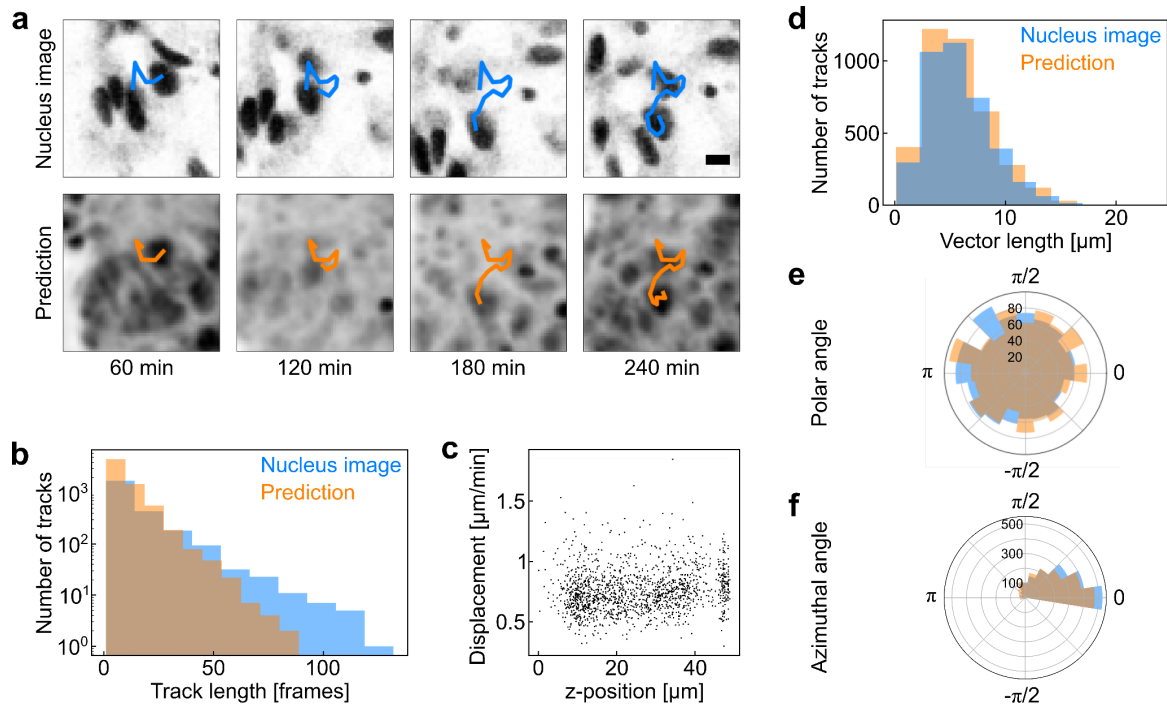 a
Nucleus image
Prediction
60 min
120 min
180 min
240 min
b
Number of tracks
10³
10²
10¹
10⁰
Nucleus image
Prediction
0
50
100
Track length [frames]
c
Displacement [µm/min]
1.5
1
0.5
0
20
40
z-position [µm]
d
Number of tracks
1000
500
0
Nucleus image
Prediction
0
10
20
Vector length [µm]
e
Polar angle
π/2
80
60
40
20
π
0
-π/2
f
Azimuthal angle
π/2
500
300
100
π
0
-π/2